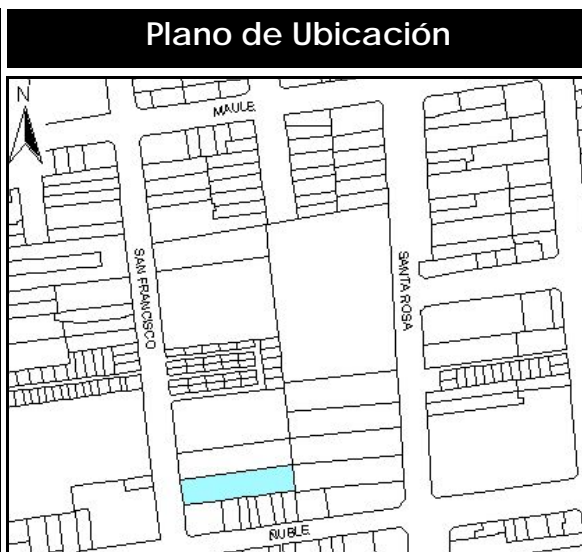 Plano de Ubicación
N
MAULE
SAN FRANCISCO
SANTA ROSA
ÑUBLE